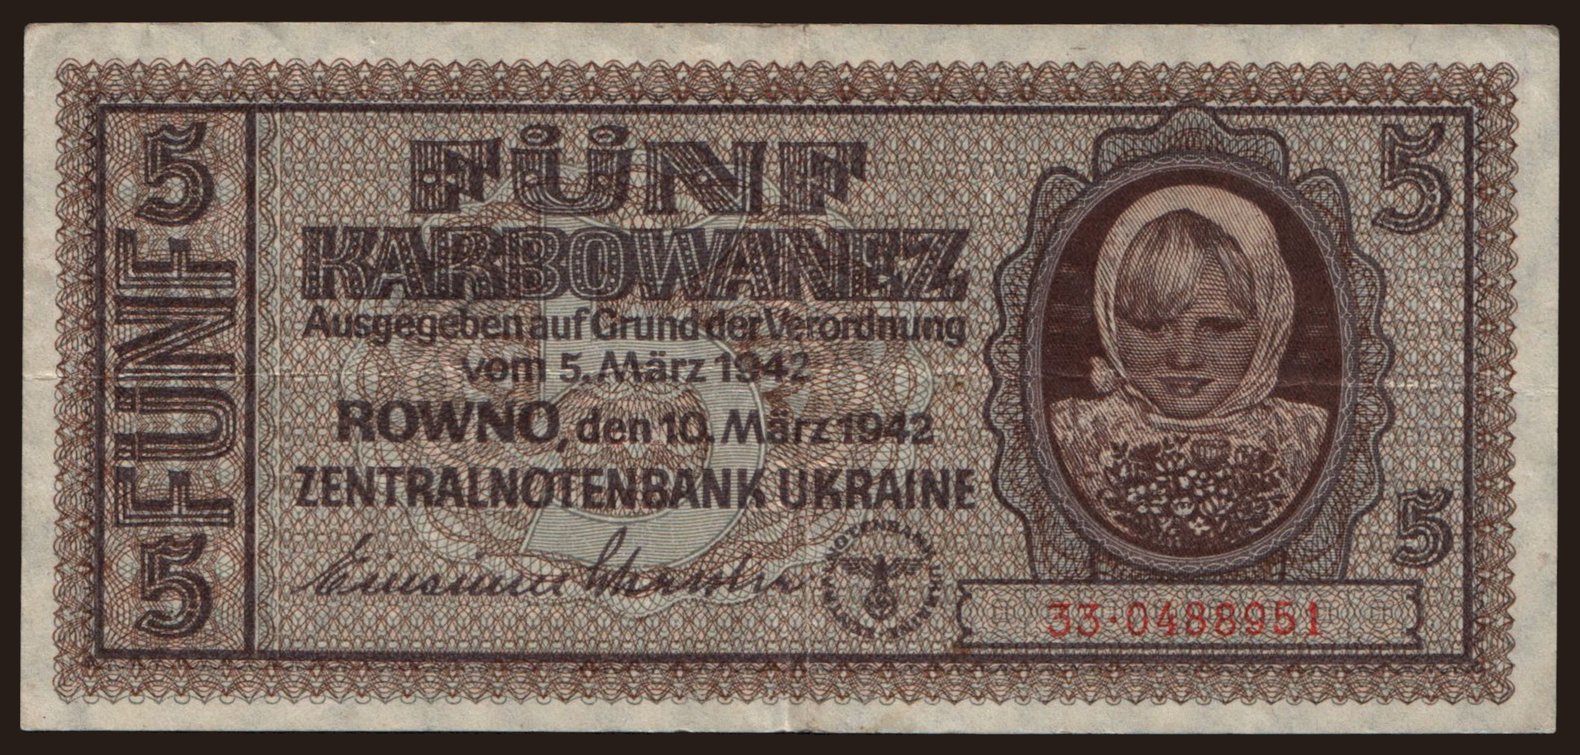 5
FÜNF
5
FÜNF
KARBOWANEZ
Ausgegeben auf Grund der Verordnung
vom 5. März 1942
ROWNO, den 10. März 1942
ZENTRALNOTENBANK UKRAINE
5
5
5
33·0488951